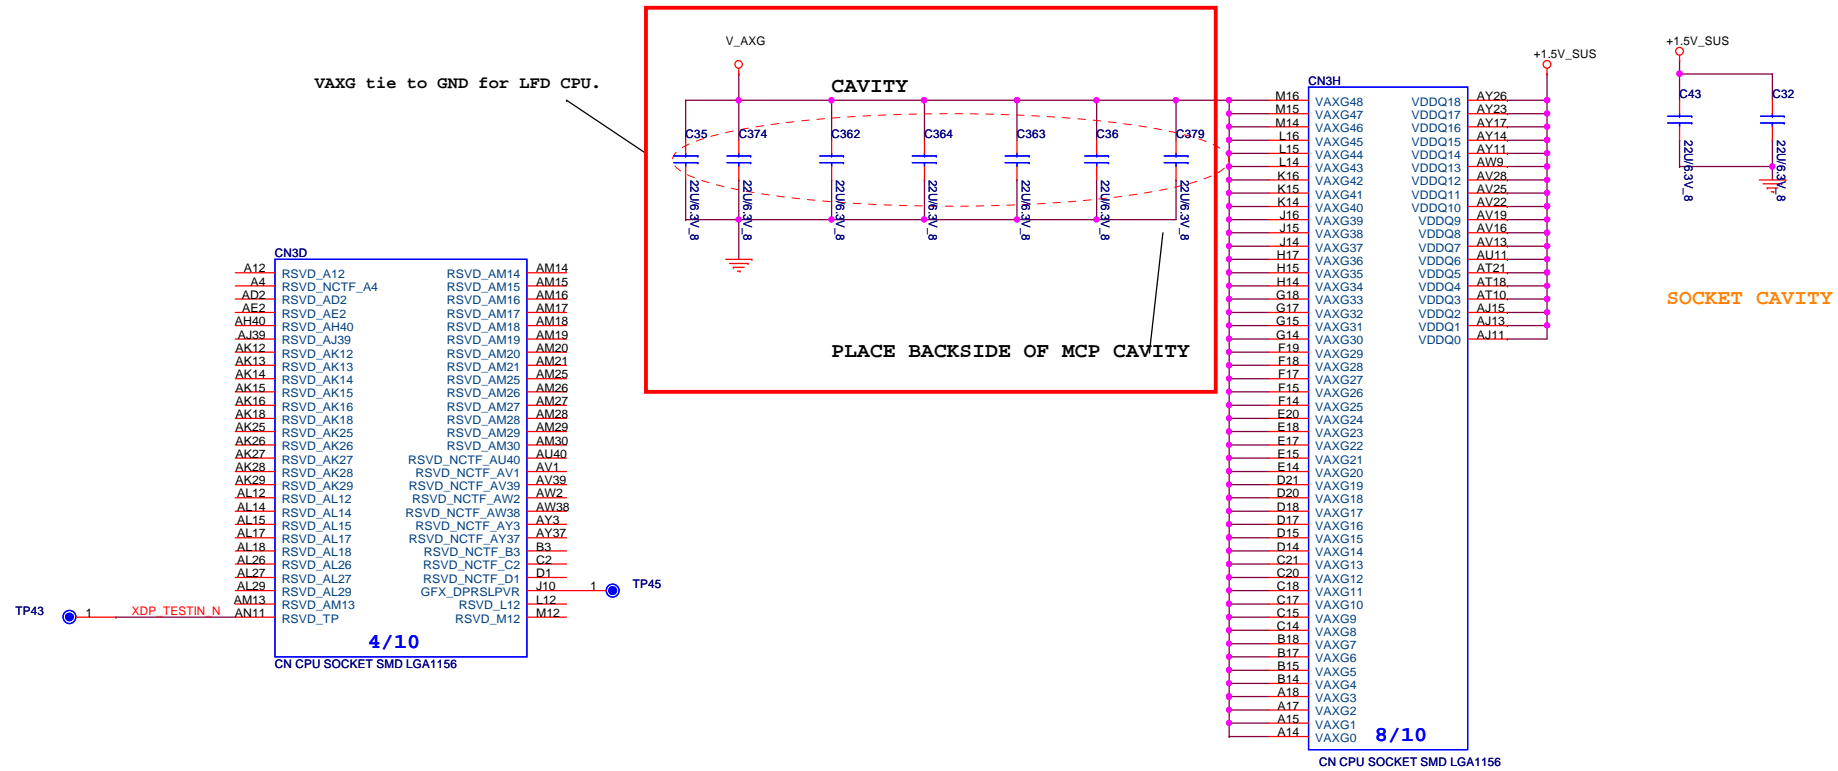 VAXG tie to GND for LFD CPU.
V_AXG
CAVITY
C35
C374
C362
C364
C363
C36
C379
22U/6.3V_8
22U/6.3V_8
22U/6.3V_8
22U/6.3V_8
22U/6.3V_8
22U/6.3V_8
22U/6.3V_8
PLACE BACKSIDE OF MCP CAVITY
CN3D
A12 RSVD_A12 RSVD_AM14 AM14
A4 RSVD_NCTF_A4 RSVD_AM15 AM15
AD2 RSVD_AD2 RSVD_AM16 AM16
AE2 RSVD_AE2 RSVD_AM17 AM17
AH40 RSVD_AH40 RSVD_AM18 AM18
AJ39 RSVD_AJ39 RSVD_AM19 AM19
AK12 RSVD_AK12 RSVD_AM20 AM20
AK13 RSVD_AK13 RSVD_AM21 AM21
AK14 RSVD_AK14 RSVD_AM25 AM25
AK15 RSVD_AK15 RSVD_AM26 AM26
AK16 RSVD_AK16 RSVD_AM27 AM27
AK18 RSVD_AK18 RSVD_AM28 AM28
AK25 RSVD_AK25 RSVD_AM29 AM29
AK26 RSVD_AK26 RSVD_AM30 AM30
AK27 RSVD_AK27 RSVD_NCTF_AU40 AU40
AK28 RSVD_AK28 RSVD_NCTF_AV1 AV1
AK29 RSVD_AK29 RSVD_NCTF_AV39 AV39
AL12 RSVD_AL12 RSVD_NCTF_AW2 AW2
AL14 RSVD_AL14 RSVD_NCTF_AW38 AW38
AL15 RSVD_AL15 RSVD_NCTF_AY3 AY3
AL17 RSVD_AL17 RSVD_NCTF_AY37 AY37
AL18 RSVD_AL18 RSVD_NCTF_B3 B3
AL26 RSVD_AL26 RSVD_NCTF_C2 C2
AL27 RSVD_AL27 RSVD_NCTF_D1 D1
AL29 RSVD_AL29 GFX_DPRSLPVR J10 1 TP45
AM13 RSVD_AM13 RSVD_L12 L12
TP43 1 XDP_TESTIN_N AN11 RSVD_TP RSVD_M12 M12
4/10
CN CPU SOCKET SMD LGA1156
+1.5V_SUS
CN3H
M16 VAXG48 VDDQ18 AY26
M15 VAXG47 VDDQ17 AY23
M14 VAXG46 VDDQ16 AY17
L16 VAXG45 VDDQ15 AY14
L15 VAXG44 VDDQ14 AY11
L14 VAXG43 VDDQ13 AW9
K16 VAXG42 VDDQ12 AV28
K15 VAXG41 VDDQ11 AV25
K14 VAXG40 VDDQ10 AV22
J16 VAXG39 VDDQ9 AV19
J15 VAXG38 VDDQ8 AV16
J14 VAXG37 VDDQ7 AV13
H17 VAXG36 VDDQ6 AU11
H15 VAXG35 VDDQ5 AT21
H14 VAXG34 VDDQ4 AT18
G18 VAXG33 VDDQ3 AT10
G17 VAXG32 VDDQ2 AJ15
G15 VAXG31 VDDQ1 AJ13
G14 VAXG30 VDDQ0 AJ11
F19 VAXG29
F18 VAXG28
F17 VAXG27
F15 VAXG26
F14 VAXG25
E20 VAXG24
E18 VAXG23
E17 VAXG22
E15 VAXG21
E14 VAXG20
D21 VAXG19
D20 VAXG18
D18 VAXG17
D17 VAXG16
D15 VAXG15
D14 VAXG14
C21 VAXG13
C20 VAXG12
C18 VAXG11
C17 VAXG10
C15 VAXG9
C14 VAXG8
B18 VAXG7
B17 VAXG6
B15 VAXG5
B14 VAXG4
A18 VAXG3
A17 VAXG2
A15 VAXG1
A14 VAXG0
8/10
CN CPU SOCKET SMD LGA1156
+1.5V_SUS
C43
C32
22U/6.3V_8
22U/6.3V_8
SOCKET CAVITY